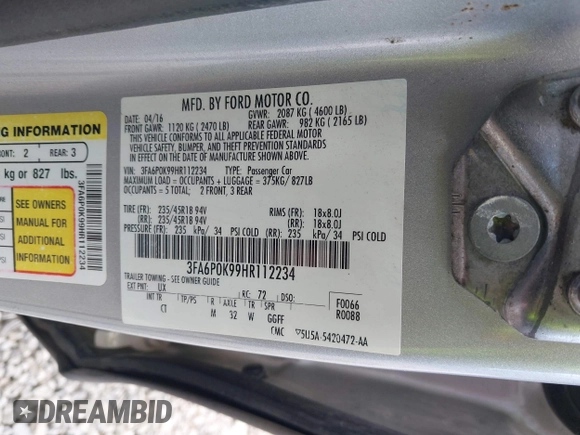 MFD. BY FORD MOTOR CO.
DATE: 04/16 GVWR: 2087 KG ( 4600 LB)
FRONT GAWR: 1120 KG ( 2470 LB) REAR GAWR: 982 KG ( 2165 LB)
THIS VEHICLE CONFORMS TO ALL APPLICABLE FEDERAL MOTOR
VEHICLE SAFETY, BUMPER, AND THEFT PREVENTION STANDARDS
IN EFFECT ON THE DATE OF MANUFACTURE SHOWN ABOVE.
VIN: 3FA6P0K99HR112234 TYPE: Passenger Car
MAXIMUM LOAD = OCCUPANTS + LUGGAGE = 375KG/ 827LB
OCCUPANTS = 5 TOTAL; 2 FRONT, 3 REAR
TIRE (FR): 235/45R18 94V RIMS (FR): 18x8.0J
(RR): 235/45R18 94V (RR): 18x8.0J
PRESSURE (FR): 235 kPa/ 34 PSI COLD (RR): 235 kPa/ 34 PSI COLD
3FA6P0K99HR112234
TRAILER TOWING - SEE OWNER GUIDE
EXT PNT: UX RC: 72 DSO: F0066
R0088
INT TR TP/PS R AXLE TR SPR
CT M 32 W GGFF
CMC 5U5A-5420472-AA
G INFORMATION
ONT: 2 REAR: 3
kg or 827 lbs.
SEE OWNERS
MANUAL FOR
ADDITIONAL
INFORMATION
3FA6P0K99HR112234
DREAMBID